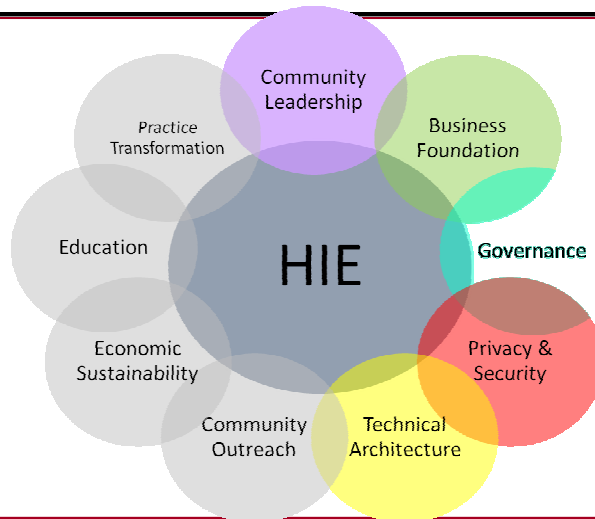 Community
Leadership
Business
Foundation
Practice
Transformation
Education
HIE
Governance
Privacy &
Security
Economic
Sustainability
Community
Outreach
Technical
Architecture